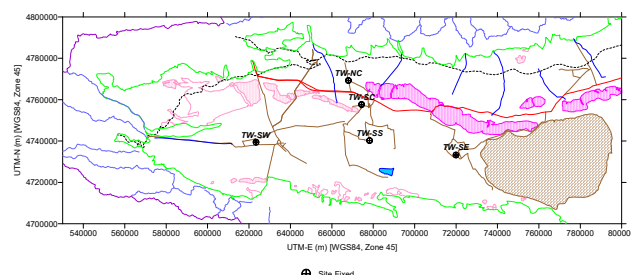 4800000
4780000
4760000
4740000
4720000
4700000
UTM-N (m) [WGS84, Zone 45]
TW-NC
TW-SC
TW-SW
TW-SS
TW-SE
540000 560000 580000 600000 620000 640000 660000 680000 700000 720000 740000 760000 780000 80000
UTM-E (m) [WGS84, Zone 45]
Site Fixed